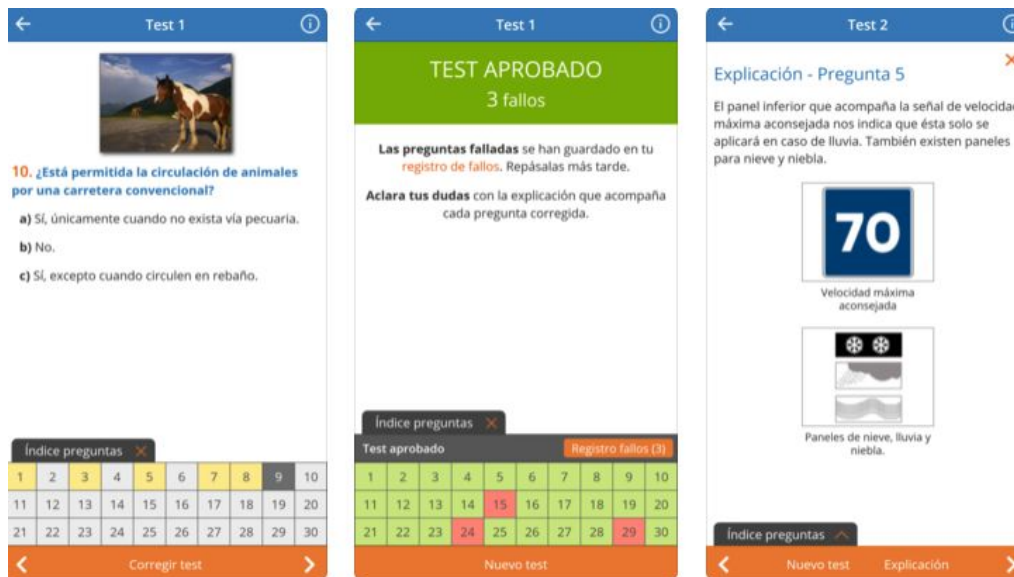 Test 1
10. ¿Está permitida la circulación de animales
por una carretera convencional?
a) Sí, únicamente cuando no exista vía pecuaria.
b) No.
c) Sí, excepto cuando circulen en rebaño.
Índice preguntas
1 2 3 4 5 6 7 8 9 10
11 12 13 14 15 16 17 18 19 20
21 22 23 24 25 26 27 28 29 30
Corregir test
Test 1
TEST APROBADO
3 fallos
Las preguntas falladas se han guardado en tu
registro de fallos. Repásalas más tarde.
Aclara tus dudas con la explicación que acompaña
cada pregunta corregida.
Índice preguntas
Test aprobado Registro fallos (3)
1 2 3 4 5 6 7 8 9 10
11 12 13 14 15 16 17 18 19 20
21 22 23 24 25 26 27 28 29 30
Nuevo test
Test 2
Explicación - Pregunta 5
El panel inferior que acompaña la señal de velocidad
máxima aconsejada nos indica que ésta solo se
aplicará en caso de lluvia. También existen paneles
para nieve y niebla.
70
Velocidad máxima
aconsejada
Paneles de nieve, lluvia y
niebla.
Índice preguntas
Nuevo test Explicación